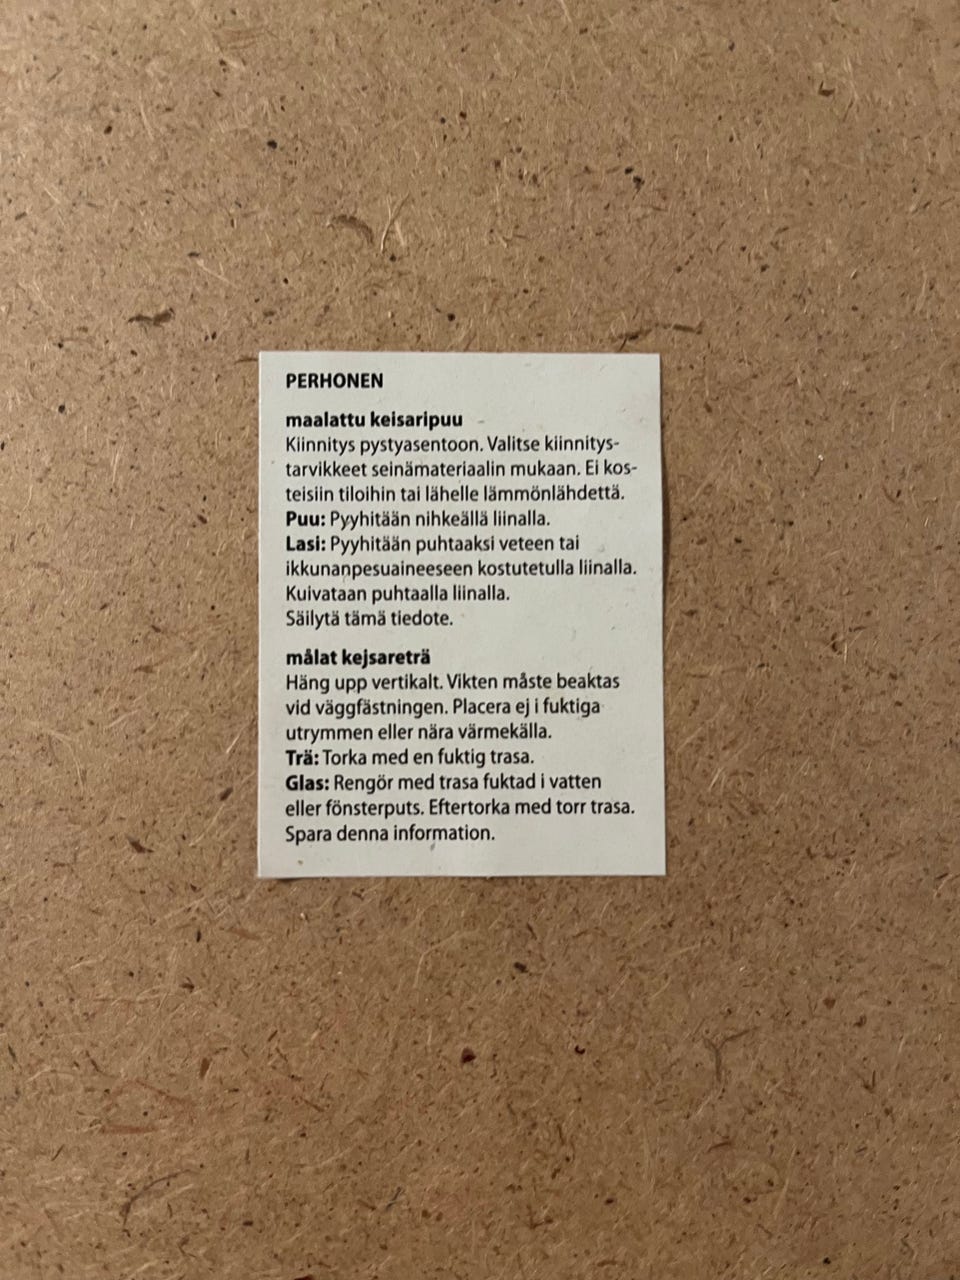 PERHONEN
maalattu keisaripuu
Kiinnitys pystyasentoon. Valitse kiinnitys-
tarvikkeet seinämateriaalin mukaan. Ei kos-
teisiin tiloihin tai lähelle lämmönlähdettä.
Puu: Pyyhitään nihkeällä liinalla.
Lasi: Pyyhitään puhtaaksi veteen tai
ikkunanpesuaineeseen kostutetulla liinalla.
Kuivataan puhtaalla liinalla.
Säilytä tämä tiedote.
målat kejsareträ
Häng upp vertikalt. Vikten måste beaktas
vid väggfästningen. Placera ej i fuktiga
utrymmen eller nära värmekälla.
Trä: Torka med en fuktig trasa.
Glas: Rengör med trasa fuktad i vatten
eller fönsterputs. Eftertorka med torr trasa.
Spara denna information.